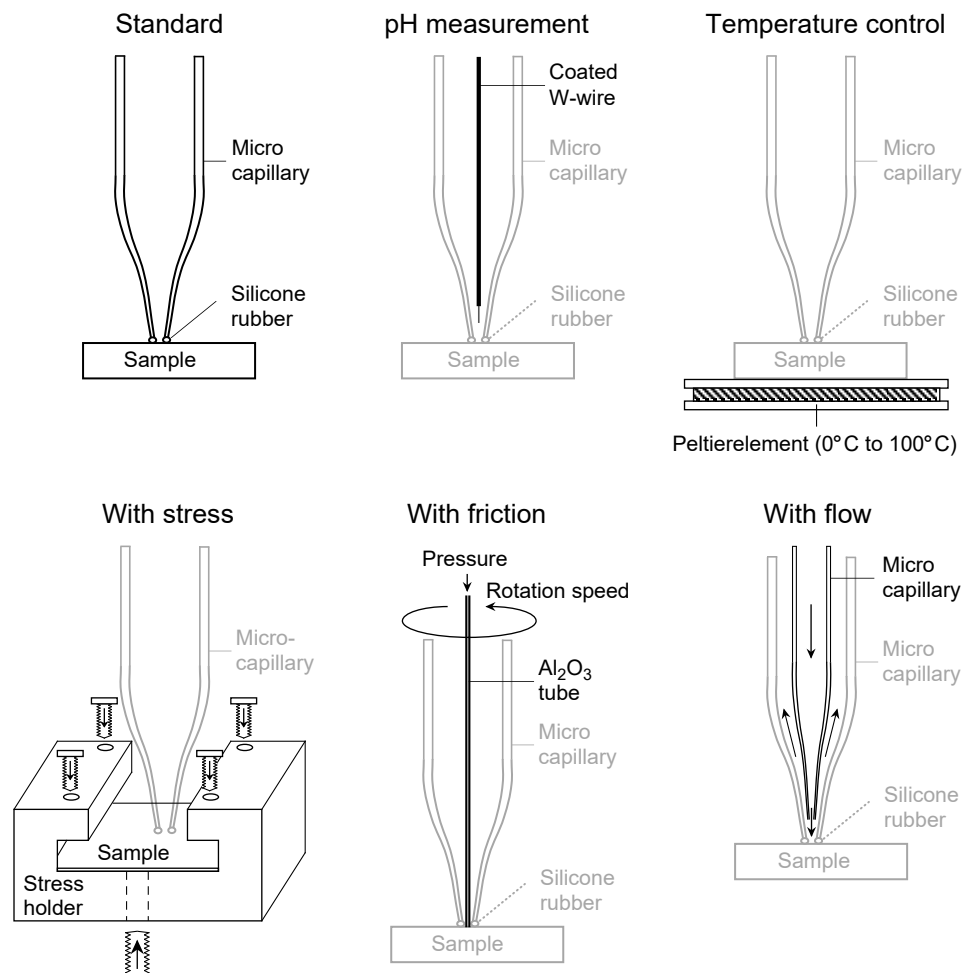 Standard
Micro
capillary
Silicone
rubber
Sample
pH measurement
Coated
W-wire
Micro
capillary
Silicone
rubber
Sample
Temperature control
Micro
capillary
Silicone
rubber
Sample
Peltierelement (0°C to 100°C)
With stress
Micro-
capillary
Sample
Stress
holder
With friction
Pressure
Rotation speed
Al₂O₃
tube
Micro
capillary
Silicone
rubber
Sample
With flow
Micro
capillary
Micro
capillary
Silicone
rubber
Sample